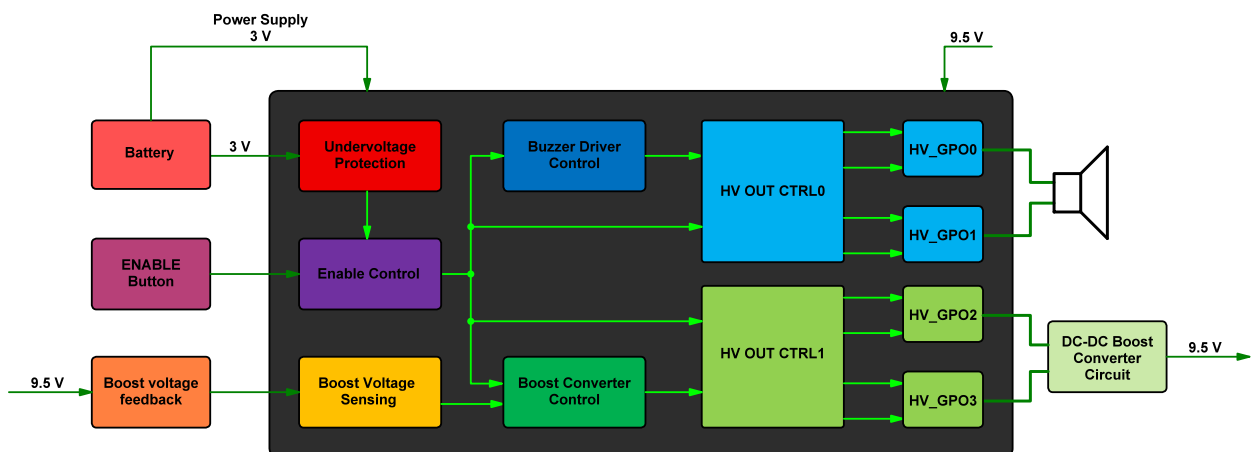 Power Supply
3 V
9.5 V
Battery
3 V
Undervoltage
Protection
Buzzer Driver
Control
HV OUT CTRL0
HV_GPO0
HV_GPO1
ENABLE
Button
Enable Control
HV OUT CTRL1
HV_GPO2
HV_GPO3
DC-DC Boost
Converter
Circuit
9.5 V
9.5 V
Boost voltage
feedback
Boost Voltage
Sensing
Boost Converter
Control